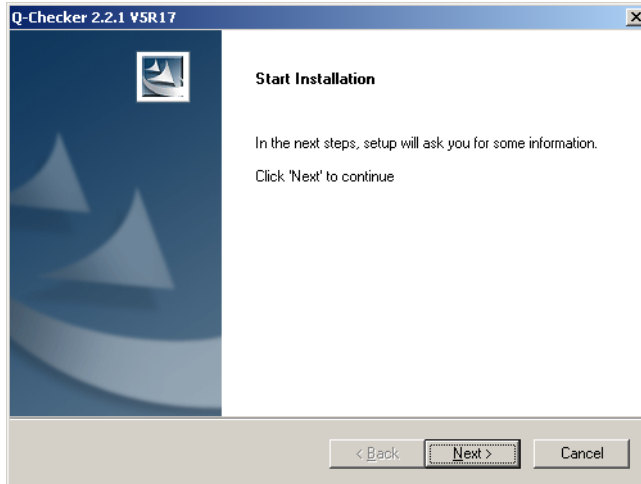 Q-Checker 2.2.1 V5R17
Start Installation
In the next steps, setup will ask you for some information.
Click 'Next' to continue
< Back
Next >
Cancel